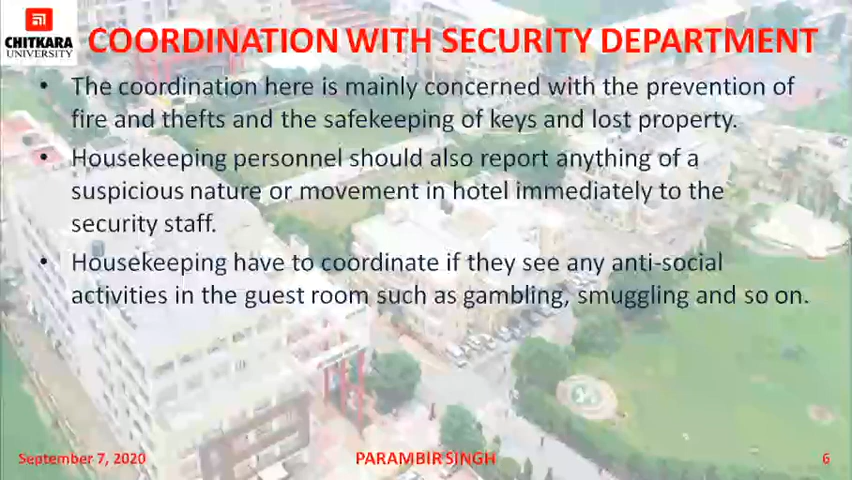 CHITKARA
UNIVERSITY
COORDINATION WITH SECURITY DEPARTMENT
• The coordination here is mainly concerned with the prevention of
fire and thefts and the safekeeping of keys and lost property.
• Housekeeping personnel should also report anything of a
suspicious nature or movement in hotel immediately to the
security staff.
• Housekeeping have to coordinate if they see any anti-social
activities in the guest room such as gambling, smuggling and so on.
September 7, 2020
PARAMBIR SINGH
6